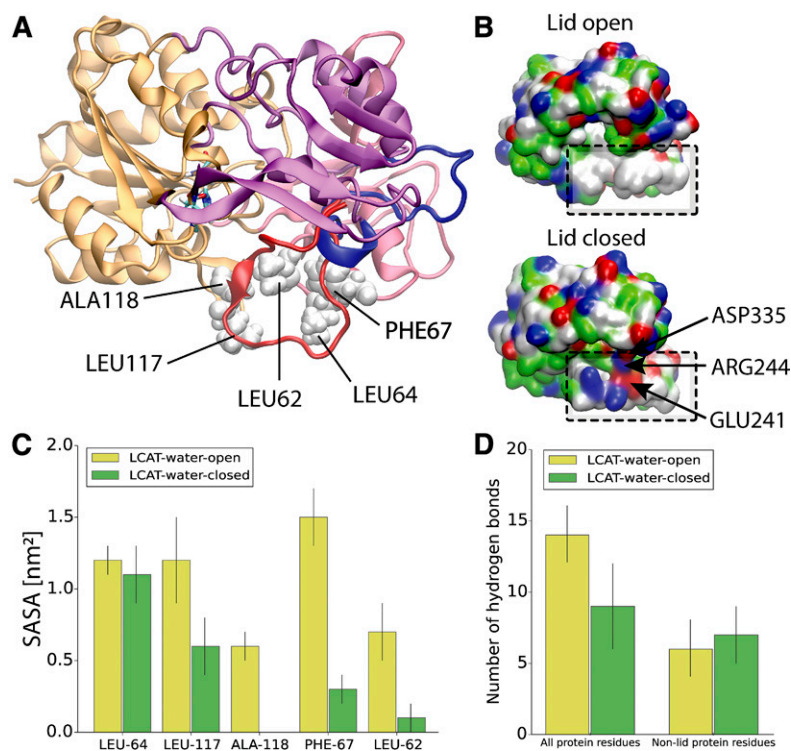 A
ALA118
LEU117
LEU62
LEU64
PHE67
B
Lid open
Lid closed
ASP335
ARG244
GLU241
C
LCAT-water-open
LCAT-water-closed
SASA [nm²]
2.0
1.5
1.0
0.5
0.0
LEU-64 LEU-117 ALA-118 PHE-67 LEU-62
D
LCAT-water-open
LCAT-water-closed
Number of hydrogen bonds
20
15
10
5
0
All protein residues Non-lid protein residues